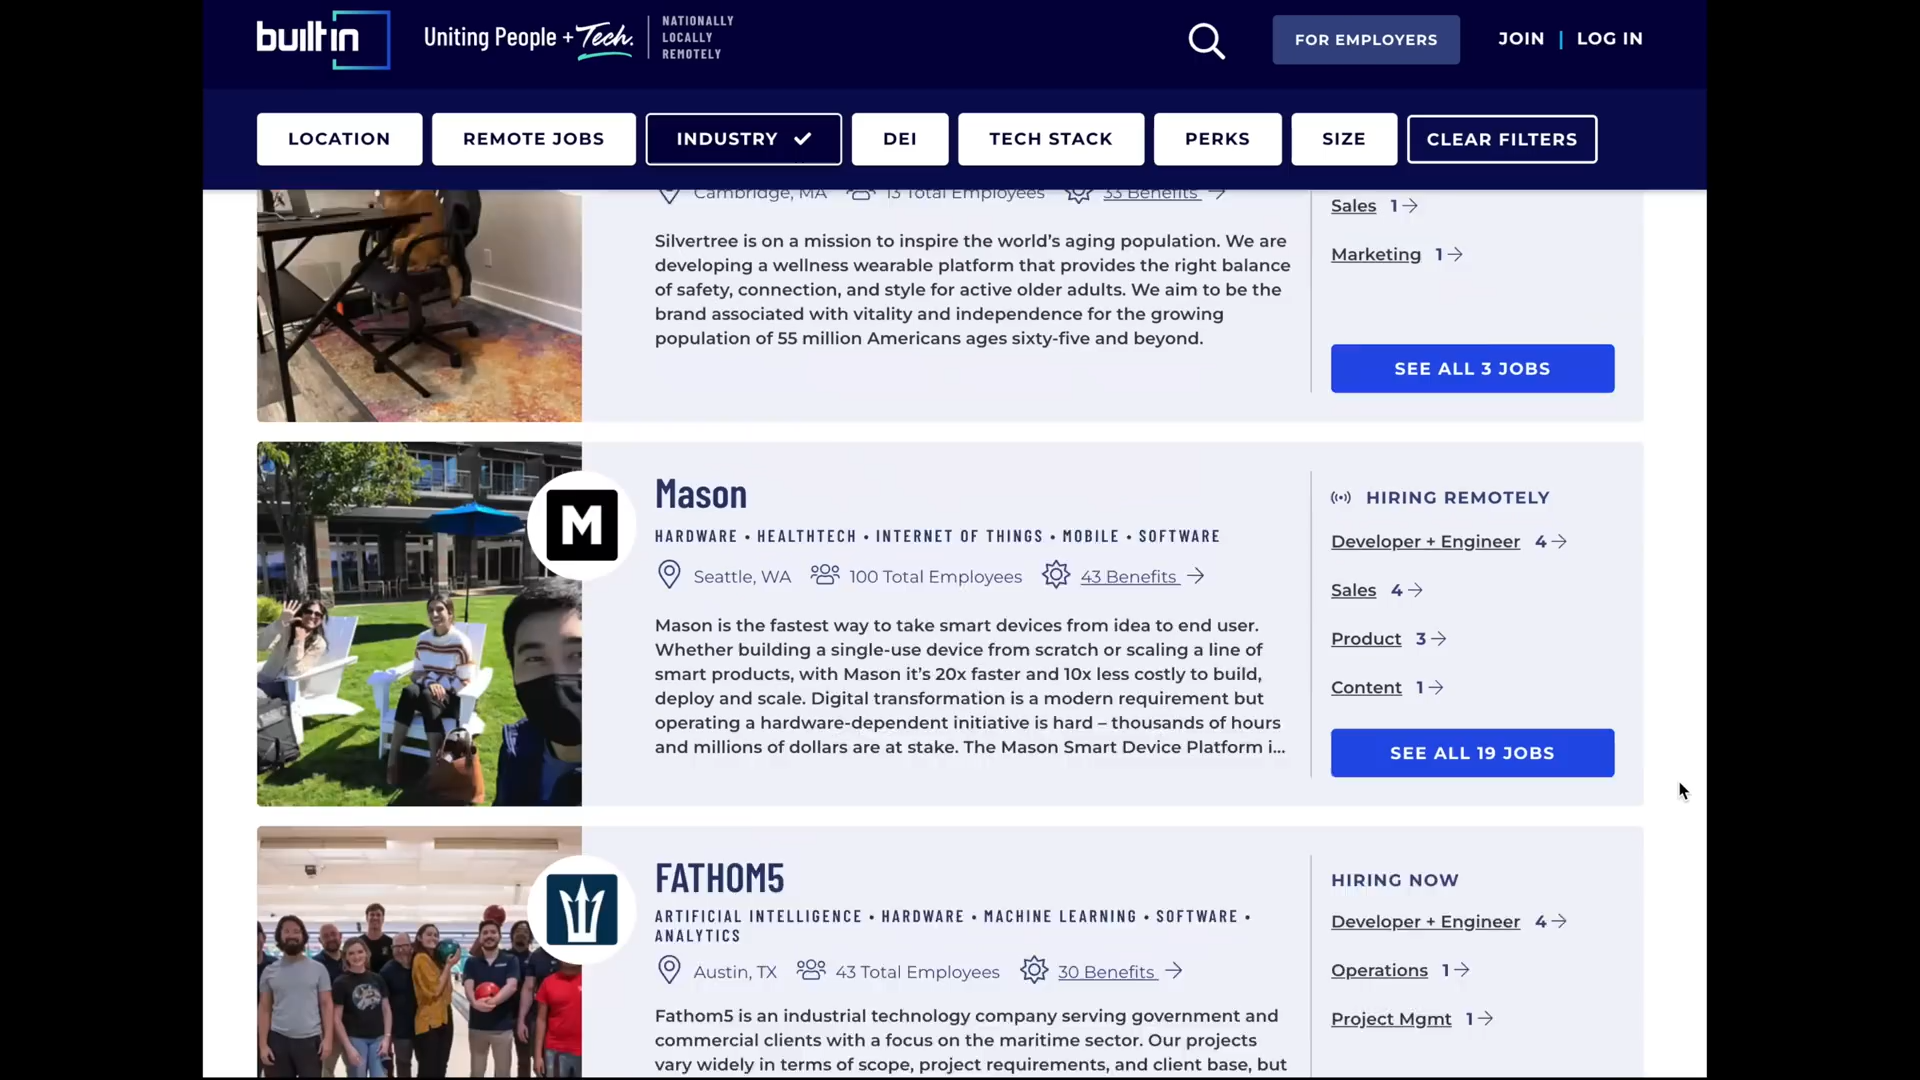 builtin
Uniting People + Tech.
NATIONALLY
LOCALLY
REMOTELY
FOR EMPLOYERS
JOIN | LOG IN
LOCATION
REMOTE JOBS
INDUSTRY
DEI
TECH STACK
PERKS
SIZE
CLEAR FILTERS
Cambridge, MA 13 Total Employees 33 Benefits
Silvertree is on a mission to inspire the world’s aging population. We are
developing a wellness wearable platform that provides the right balance
of safety, connection, and style for active older adults. We aim to be the
brand associated with vitality and independence for the growing
population of 55 million Americans ages sixty-five and beyond.
Sales 1
Marketing 1
SEE ALL 3 JOBS
M
Mason
HARDWARE • HEALTHTECH • INTERNET OF THINGS • MOBILE • SOFTWARE
Seattle, WA 100 Total Employees 43 Benefits
Mason is the fastest way to take smart devices from idea to end user.
Whether building a single-use device from scratch or scaling a line of
smart products, with Mason it’s 20x faster and 10x less costly to build,
deploy and scale. Digital transformation is a modern requirement but
operating a hardware-dependent initiative is hard – thousands of hours
and millions of dollars are at stake. The Mason Smart Device Platform i...
HIRING REMOTELY
Developer + Engineer 4
Sales 4
Product 3
Content 1
SEE ALL 19 JOBS
FATHOM5
ARTIFICIAL INTELLIGENCE • HARDWARE • MACHINE LEARNING • SOFTWARE •
ANALYTICS
Austin, TX 43 Total Employees 30 Benefits
Fathom5 is an industrial technology company serving government and
commercial clients with a focus on the maritime sector. Our projects
vary widely in terms of scope, project requirements, and client base, but
HIRING NOW
Developer + Engineer 4
Operations 1
Project Mgmt 1